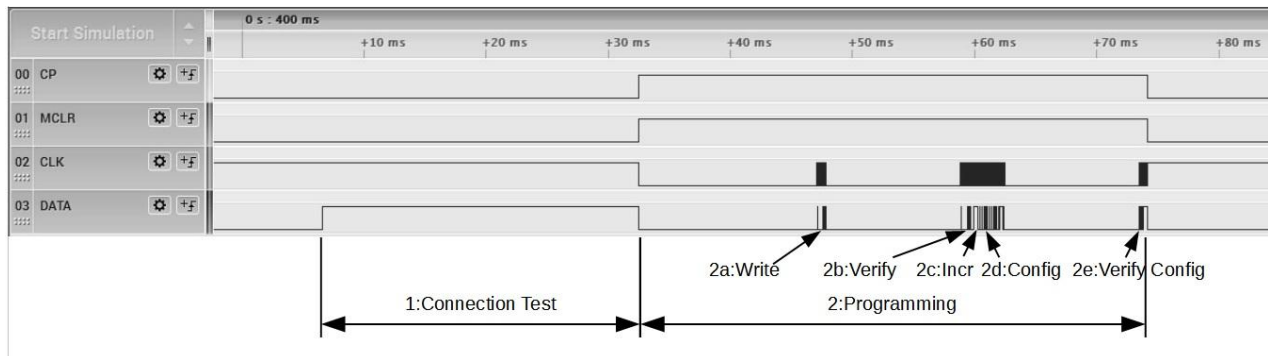 Start Simulation
0 s : 400 ms
+10 ms +20 ms +30 ms +40 ms +50 ms +60 ms +70 ms +80 ms
00 CP
01 MCLR
02 CLK
03 DATA
2a:Write 2b:Verify 2c:Incr 2d:Config 2e:Verify Config
1:Connection Test 2:Programming